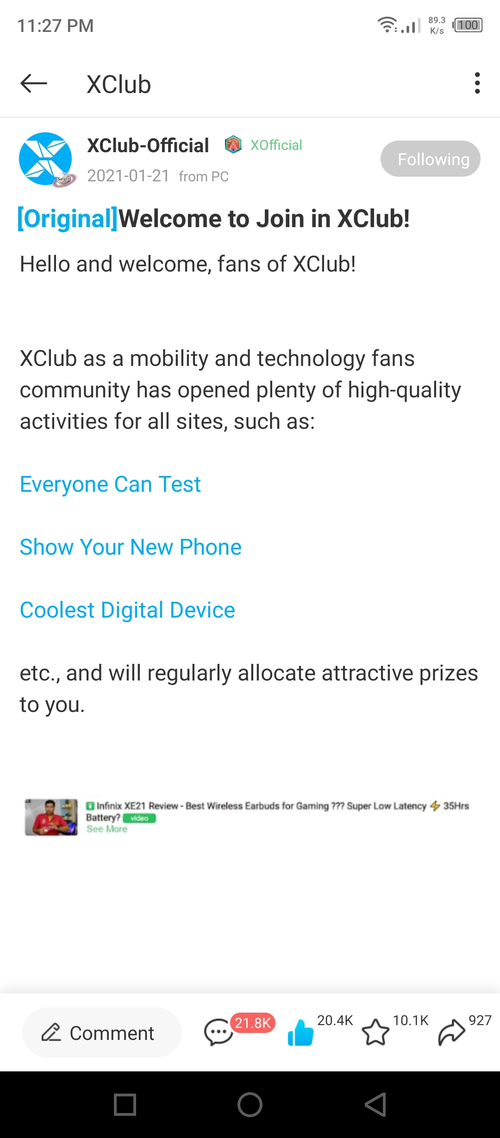 11:27 PM
89.3
K/s
100
XClub
XClub-Official
XOfficial
Following
2021-01-21 from PC
[Original]Welcome to Join in XClub!
Hello and welcome, fans of XClub!
XClub as a mobility and technology fans
community has opened plenty of high-quality
activities for all sites, such as:
Everyone Can Test
Show Your New Phone
Coolest Digital Device
etc., and will regularly allocate attractive prizes
to you.
Infinix XE21 Review - Best Wireless Earbuds for Gaming ??? Super Low Latency ⚡ 35Hrs
Battery? video
See More
Comment
21.8K
20.4K
10.1K
927